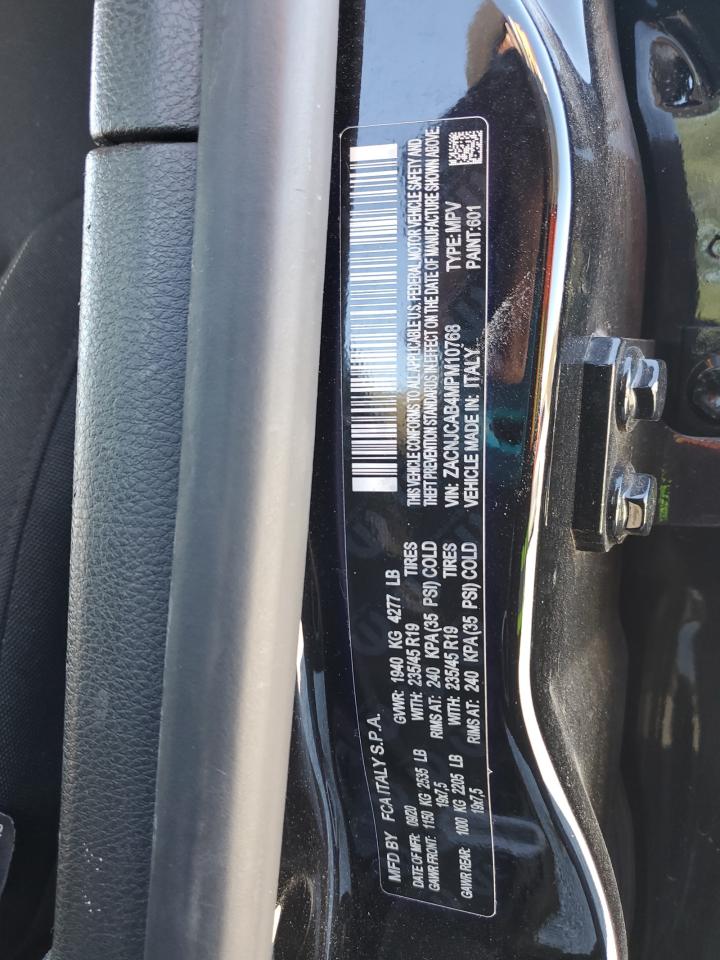 MFD BY FCA ITALY S.P.A.
DATE OF MFR: 09/20 GVWR: 1940 KG 4277 LB
GAWR FRONT: 1150 KG 2535 LB WITH: 235/45 R19 TIRES
19x7,5 RIMS AT: 240 KPA(35 PSI) COLD
GAWR REAR: 1000 KG 2205 LB WITH: 235/45 R19 TIRES
19x7,5 RIMS AT: 240 KPA(35 PSI) COLD
THIS VEHICLE CONFORMS TO ALL APPLICABLE U.S. FEDERAL MOTOR VEHICLE SAFETY AND
THEFT PREVENTION STANDARDS IN EFFECT ON THE DATE OF MANUFACTURE SHOWN ABOVE
VIN: ZACNJCAB4MPM10768 TYPE: MPV
VEHICLE MADE IN: ITALY PAINT:601